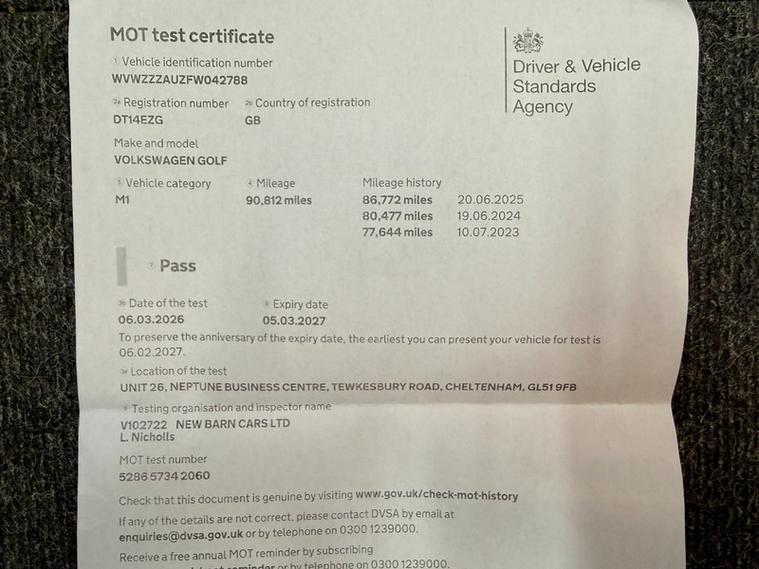 MOT test certificate
Driver & Vehicle
Standards
Agency
1 Vehicle identification number
WVWZZZAUZFW042788
2a Registration number 2b Country of registration
DT14EZG GB
Make and model
VOLKSWAGEN GOLF
5 Vehicle category 4 Mileage Mileage history
M1 90,812 miles 86,772 miles 20.06.2025
80,477 miles 19.06.2024
77,644 miles 10.07.2023
7 Pass
Date of the test Expiry date
06.03.2026 05.03.2027
To preserve the anniversary of the expiry date, the earliest you can present your vehicle for test is
06.02.2027.
Location of the test
UNIT 26, NEPTUNE BUSINESS CENTRE, TEWKESBURY ROAD, CHELTENHAM, GL51 9FB
Testing organisation and inspector name
V102722 NEW BARN CARS LTD
L. Nicholls
MOT test number
5286 5734 2060
Check that this document is genuine by visiting www.gov.uk/check-mot-history
If any of the details are not correct, please contact DVSA by email at
enquiries@dvsa.gov.uk or by telephone on 0300 1239000.
Receive a free annual MOT reminder by subscribing
or by telephone on 0300 1239000.